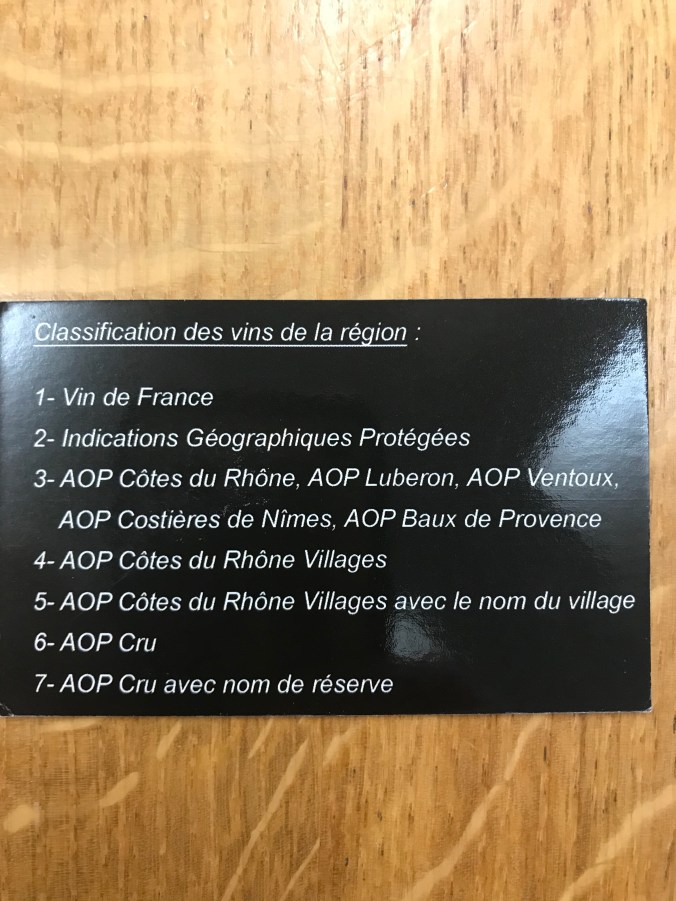 Classification des vins de la région :
1- Vin de France
2- Indications Géographiques Protégées
3- AOP Côtes du Rhône, AOP Luberon, AOP Ventoux,
AOP Costières de Nîmes, AOP Baux de Provence
4- AOP Côtes du Rhône Villages
5- AOP Côtes du Rhône Villages avec le nom du village
6- AOP Cru
7- AOP Cru avec nom de réserve